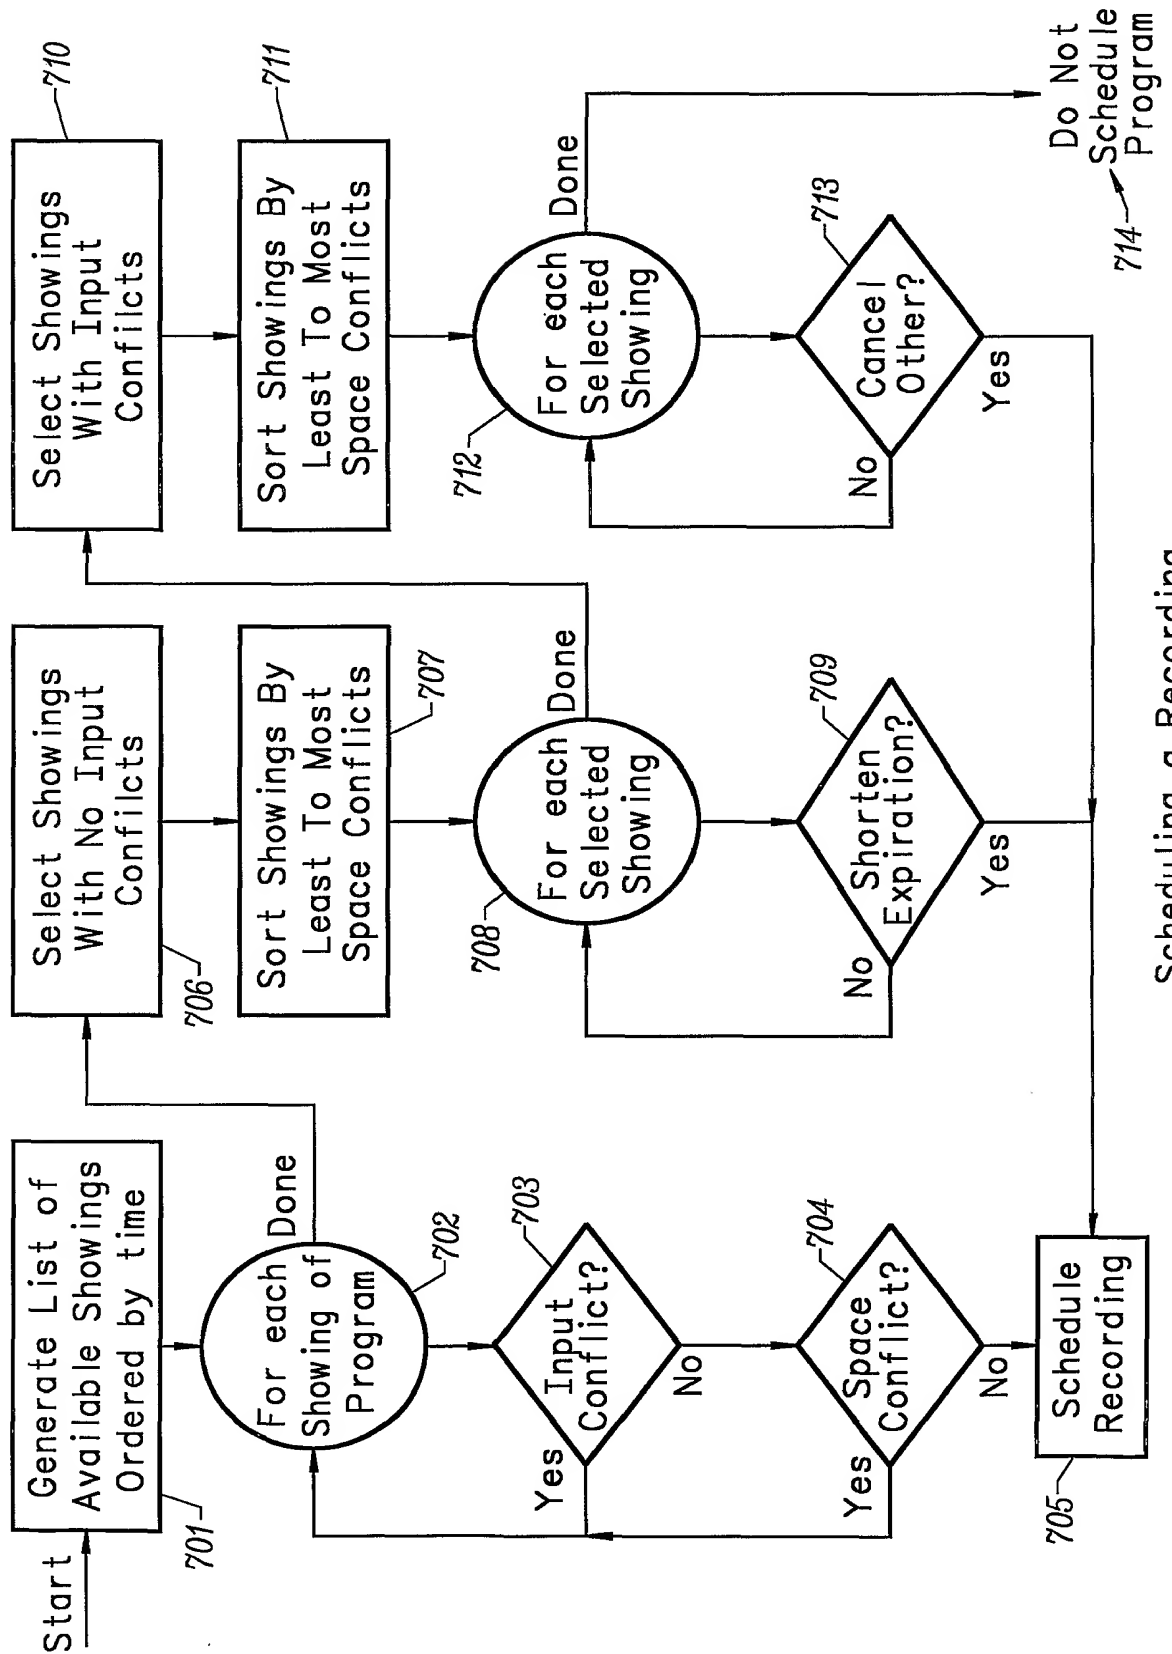 Start
Generate List of
Available Showings
Ordered by time
701
For each
Showing of
Program
Done
702
Input
Conflict?
703
Yes
No
Space
Conflict?
704
Yes
No
Schedule
Recording
705
Select Showings
With No Input
Confilcts
706
Sort Showings By
Least To Most
Space Conflicts
707
For each
Selected
Showing
Done
708
Shorten
Expiration?
709
No
Yes
Select Showings
With Input
Confilcts
710
Sort Showings By
Least To Most
Space Conflicts
711
For each
Selected
Showing
Done
712
Cancel
Other?
713
No
Yes
Do Not
Schedule
Program
714
Scheduling a Recording